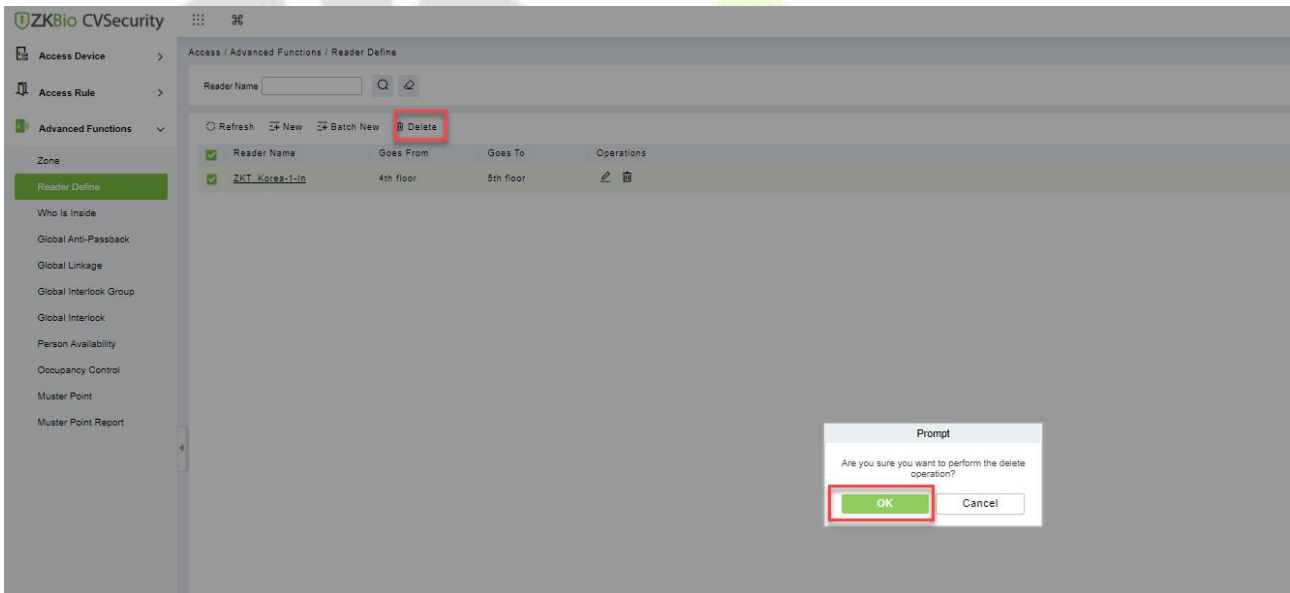 ZKBio CVSecurity
Access Device
Access Rule
Advanced Functions
Zone
Reader Define
Who Is Inside
Global Anti-Passback
Global Linkage
Global Interlock Group
Global Interlock
Person Availability
Occupancy Control
Muster Point
Muster Point Report
Access / Advanced Functions / Reader Define
Reader Name
Refresh New Batch New Delete
Reader Name Goes From Goes To Operations
ZKT_Korea-1-In 4th floor 5th floor
Prompt
Are you sure you want to perform the delete
operation?
OK Cancel